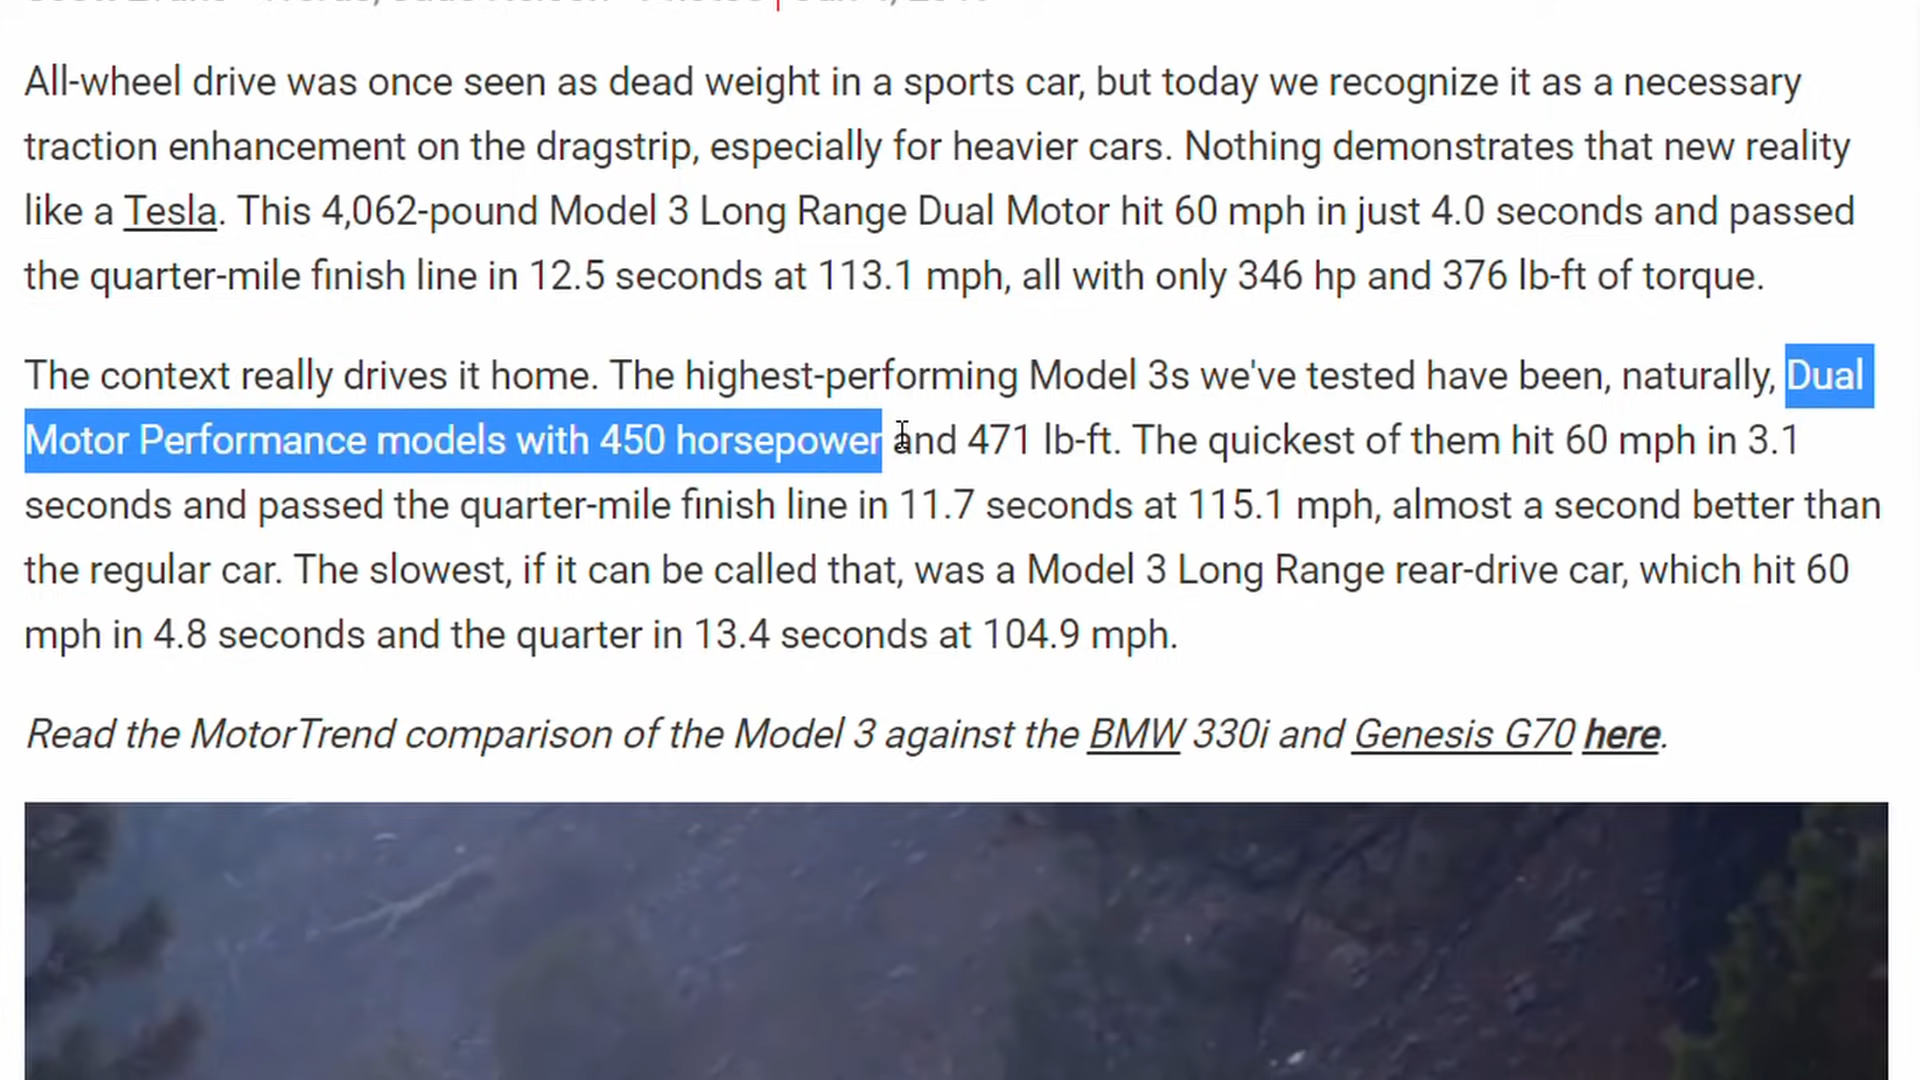 All-wheel drive was once seen as dead weight in a sports car, but today we recognize it as a necessary
traction enhancement on the dragstrip, especially for heavier cars. Nothing demonstrates that new reality
like a Tesla. This 4,062-pound Model 3 Long Range Dual Motor hit 60 mph in just 4.0 seconds and passed
the quarter-mile finish line in 12.5 seconds at 113.1 mph, all with only 346 hp and 376 lb-ft of torque.
The context really drives it home. The highest-performing Model 3s we've tested have been, naturally, Dual
Motor Performance models with 450 horsepower and 471 lb-ft. The quickest of them hit 60 mph in 3.1
seconds and passed the quarter-mile finish line in 11.7 seconds at 115.1 mph, almost a second better than
the regular car. The slowest, if it can be called that, was a Model 3 Long Range rear-drive car, which hit 60
mph in 4.8 seconds and the quarter in 13.4 seconds at 104.9 mph.
Read the MotorTrend comparison of the Model 3 against the BMW 330i and Genesis G70 here.